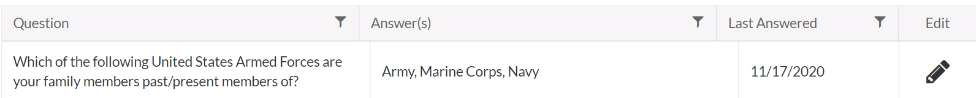 Question Answer(s) Last Answered Edit
Which of the following United States Armed Forces are
your family members past/present members of?
Army, Marine Corps, Navy
11/17/2020